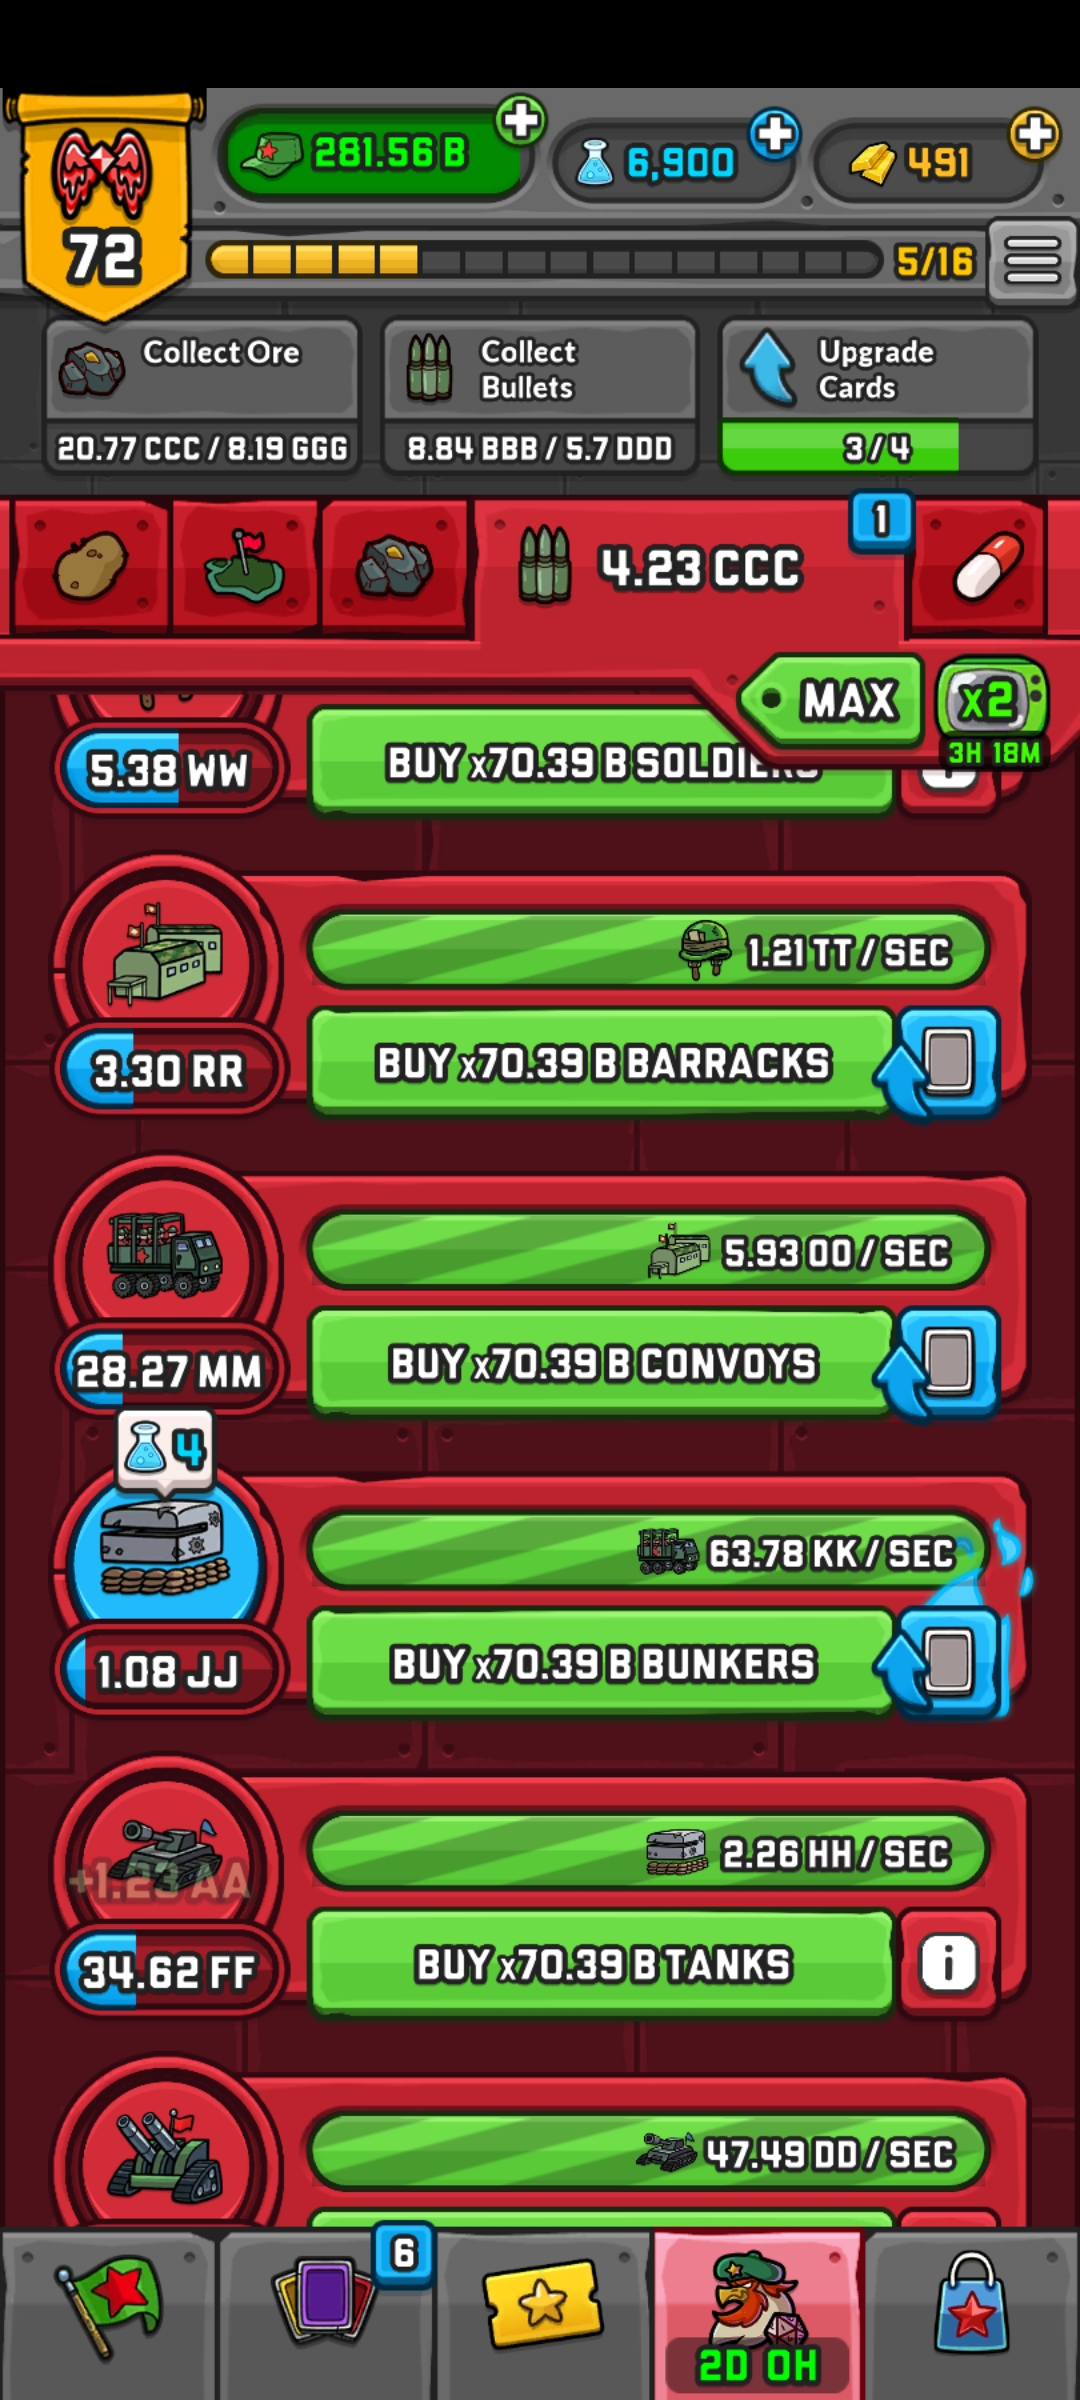 281.56 B
6,900
491
72
5/16
Collect Ore
20.77 CCC / 8.19 GGG
Collect
Bullets
8.84 BBB / 5.7 DDD
Upgrade
Cards
3/4
4.23 CCC
1
MAX
x2
3H 18M
5.38 WW
BUY x70.39 B SOLDIERS
1.21 TT / SEC
3.30 RR
BUY x70.39 B BARRACKS
5.93 OO / SEC
28.27 MM
BUY x70.39 B CONVOYS
4
63.78 KK / SEC
1.08 JJ
BUY x70.39 B BUNKERS
2.26 HH / SEC
+1.23 AA
34.62 FF
BUY x70.39 B TANKS
i
47.49 DD / SEC
6
2D 0H